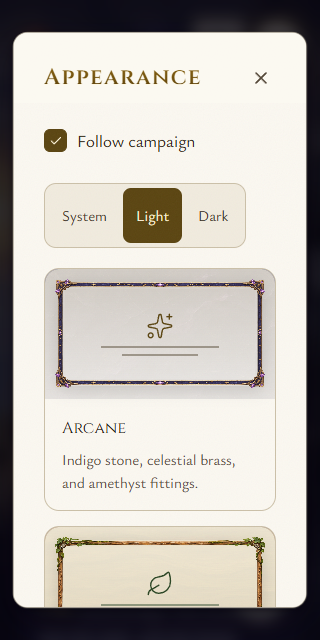 Appearance
Follow campaign
System Light Dark
Arcane
Indigo stone, celestial brass,
and amethyst fittings.